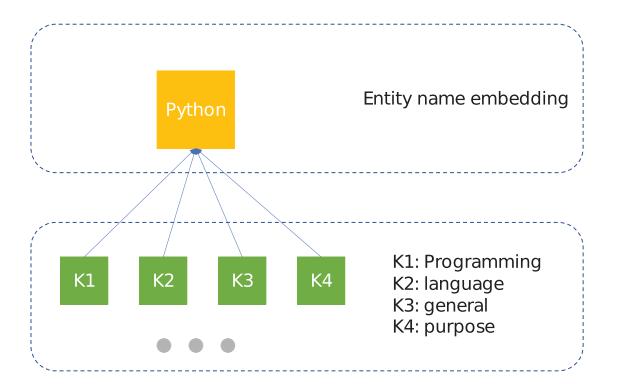 Python
Entity name embedding
K1
K2
K3
K4
K1: Programming
K2: language
K3: general
K4: purpose